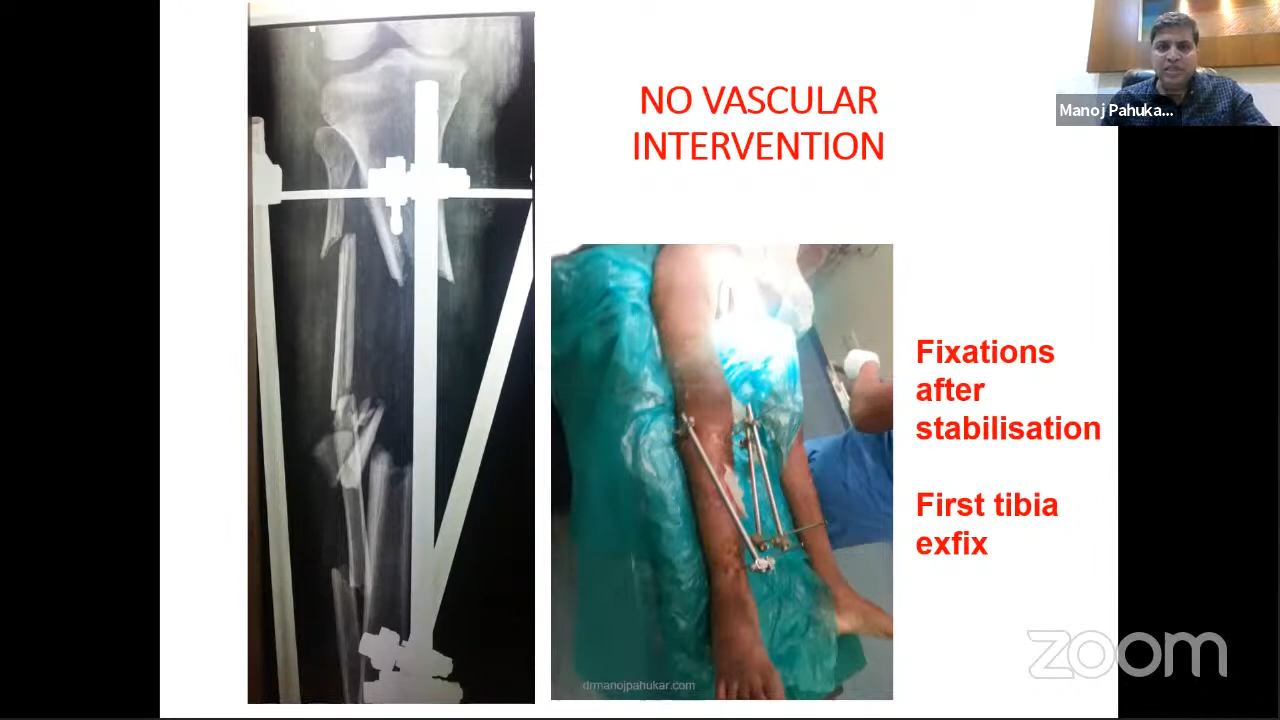 NO VASCULAR
INTERVENTION
Manoj Pahuka...
Fixations
after
stabilisation
First tibia
exfix
drmanojpahukar.com
zoom